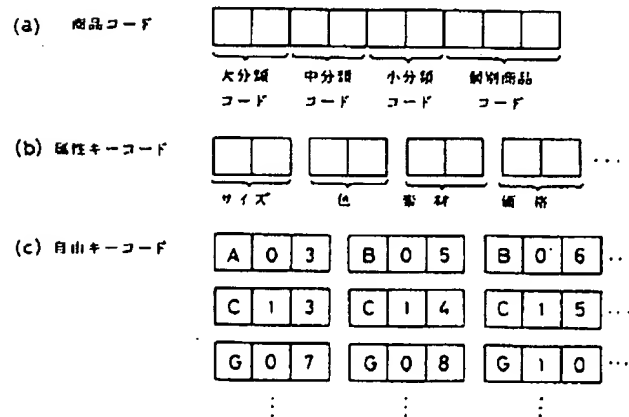 (a) 商品コード
大分類 中分類 小分類 個別商品
コード コード コード コード
(b) 属性キーコード
...
サイズ 色 素材 価格
(c) 自由キーコード
A 0 3 B 0 5 B 0 6 ...
C 1 3 C 1 4 C 1 5 ...
G 0 7 G 0 8 G 1 0 ...